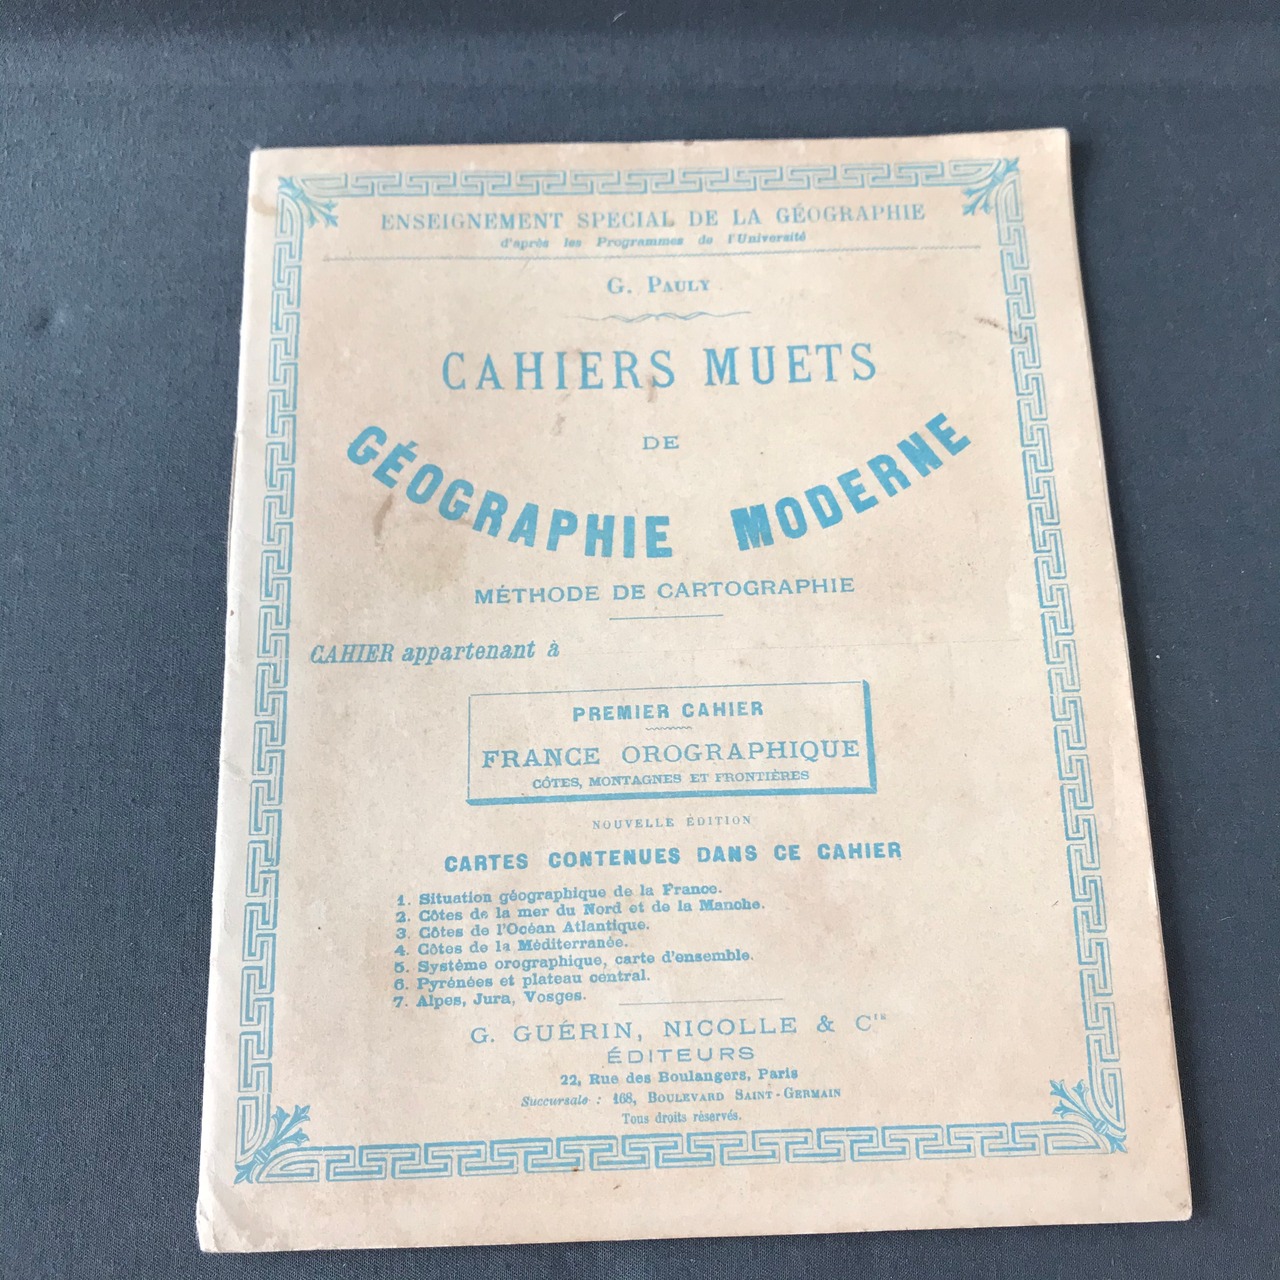 ENSEIGNEMENT SPÉCIAL DE LA GÉOGRAPHIE
d'après les Programmes de l'Université
G. PAULY
CAHIERS MUETS
DE
GÉOGRAPHIE MODERNE
MÉTHODE DE CARTOGRAPHIE
CAHIER appartenant à
PREMIER CAHIER
FRANCE OROGRAPHIQUE
CÔTES, MONTAGNES ET FRONTIÈRES
NOUVELLE ÉDITION
CARTES CONTENUES DANS CE CAHIER
1. Situation géographique de la France.
2. Côtes de la mer du Nord et de la Manche.
3. Côtes de l'Océan Atlantique.
4. Côtes de la Méditerranée.
5. Système orographique, carte d'ensemble.
6. Pyrénées et plateau central.
7. Alpes, Jura, Vosges.
G. GUÉRIN, NICOLLE & CIE
ÉDITEURS
22, Rue des Boulangers, Paris
Succursale : 168, BOULEVARD SAINT-GERMAIN
Tous droits réservés.